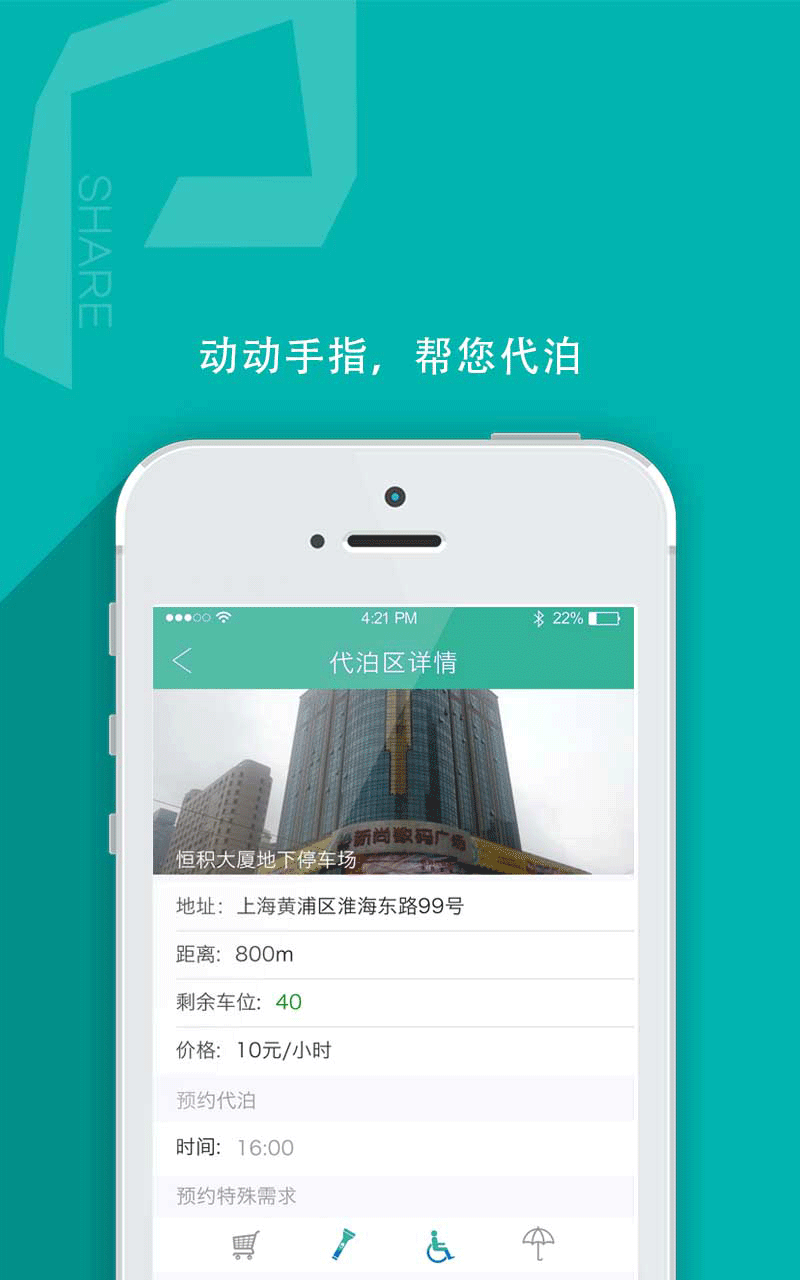 SHARE
动动手指，帮您代泊
4:21 PM
22%
代泊区详情
新尚数码广场
恒积大厦地下停车场
地址：上海黄浦区淮海东路99号
距离：800m
剩余车位：40
价格：10元/小时
预约代泊
时间：16:00
预约特殊需求